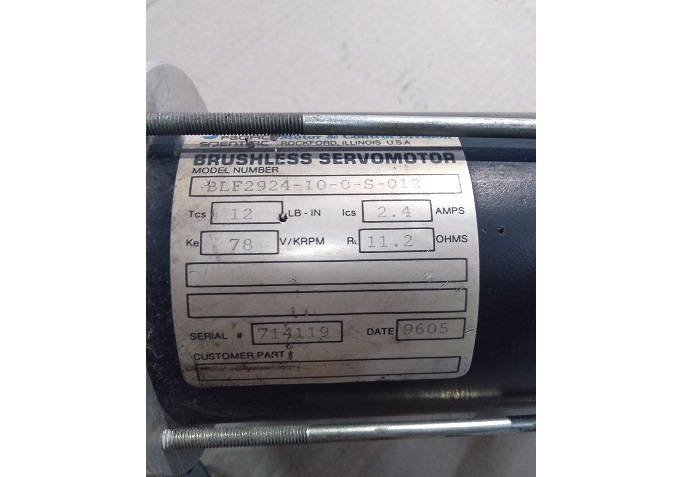 SCIENTIFIC ROCKFORD, ILLINOIS U.S.A
BRUSHLESS SERVOMOTOR
MODEL NUMBER
BLF2924-10-0-S-012
Tcs 12 LB-IN Ics 2.4 AMPS
Ke 78 V/KRPM RL 11.2 OHMS
SERIAL # 714119 DATE 9605
CUSTOMER PART